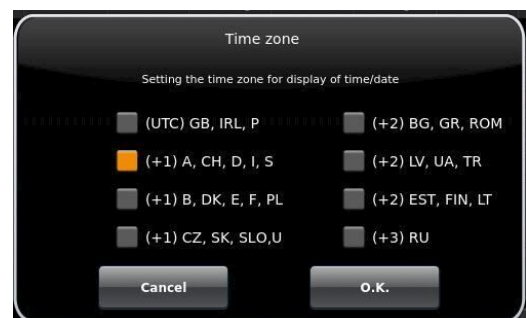 Time zone
Setting the time zone for display of time/date
(UTC) GB, IRL, P
(+2) BG, GR, ROM
(+1) A, CH, D, I, S
(+2) LV, UA, TR
(+1) B, DK, E, F, PL
(+2) EST, FIN, LT
(+1) CZ, SK, SLO,U
(+3) RU
Cancel
O.K.